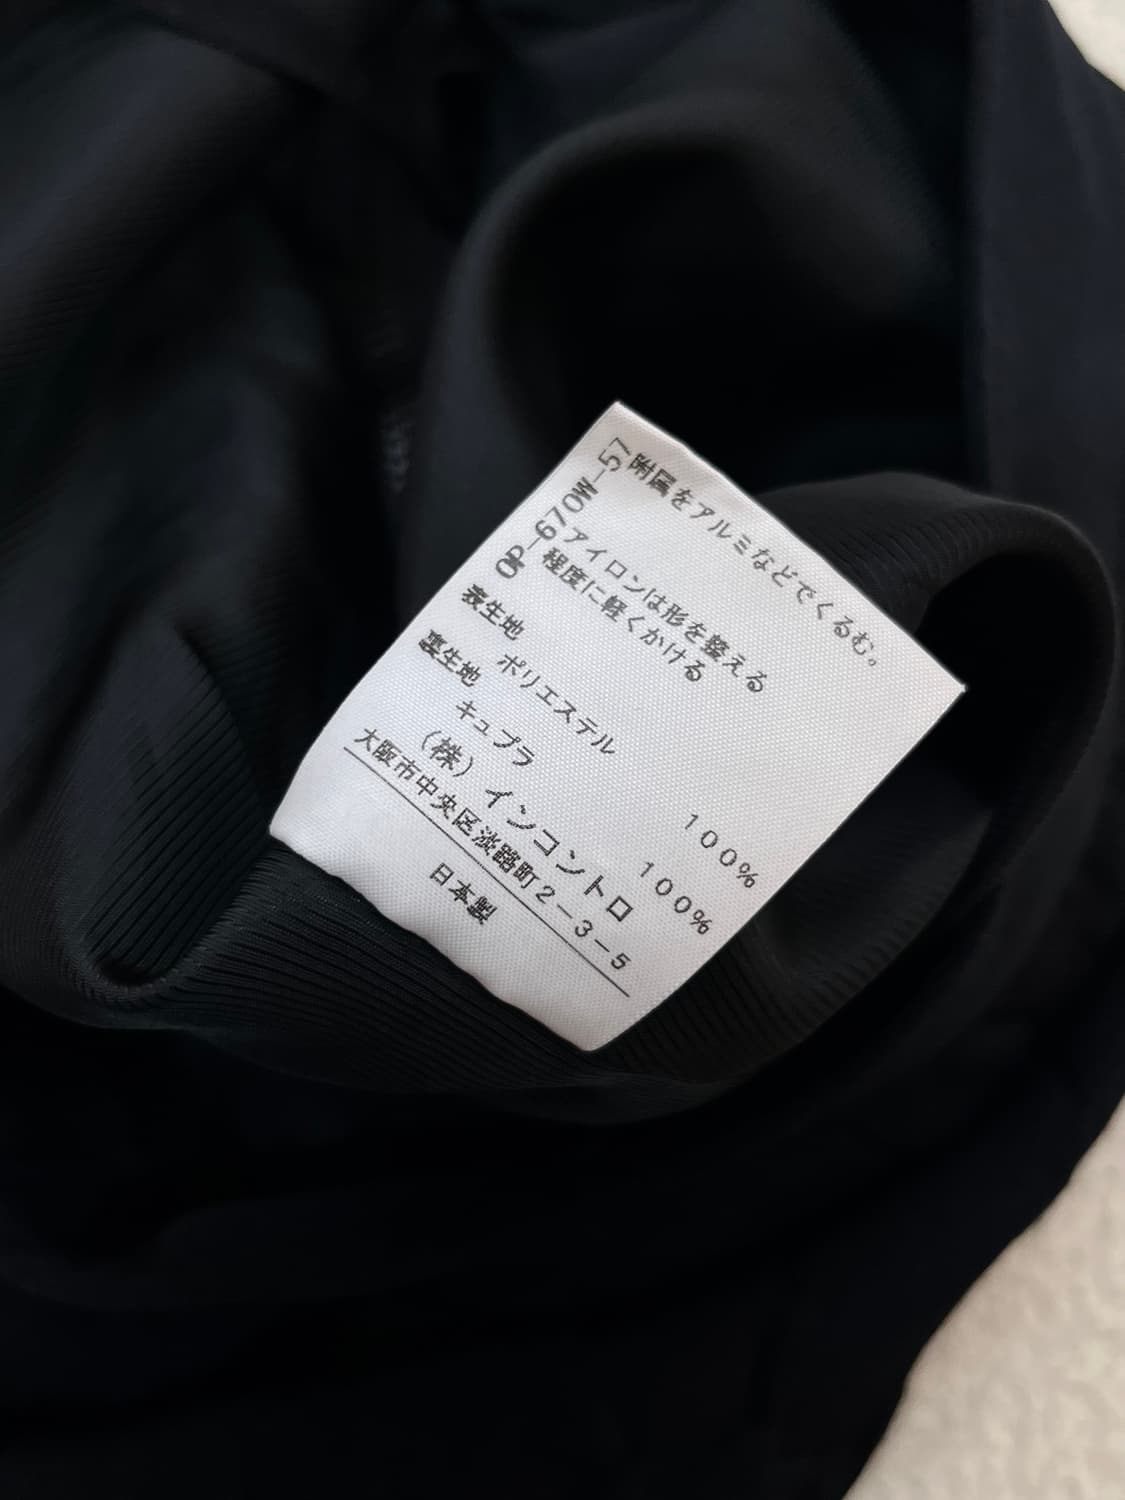 附属をアルミなどでくるむ。
OP-670W-57
アイロンは形を整える
程度に軽くかける
表生地
ポリエステル 100%
裏生地
キュプラ 100%
（株）インコントロ
大阪市中央区淡路町2-3-5
日本製